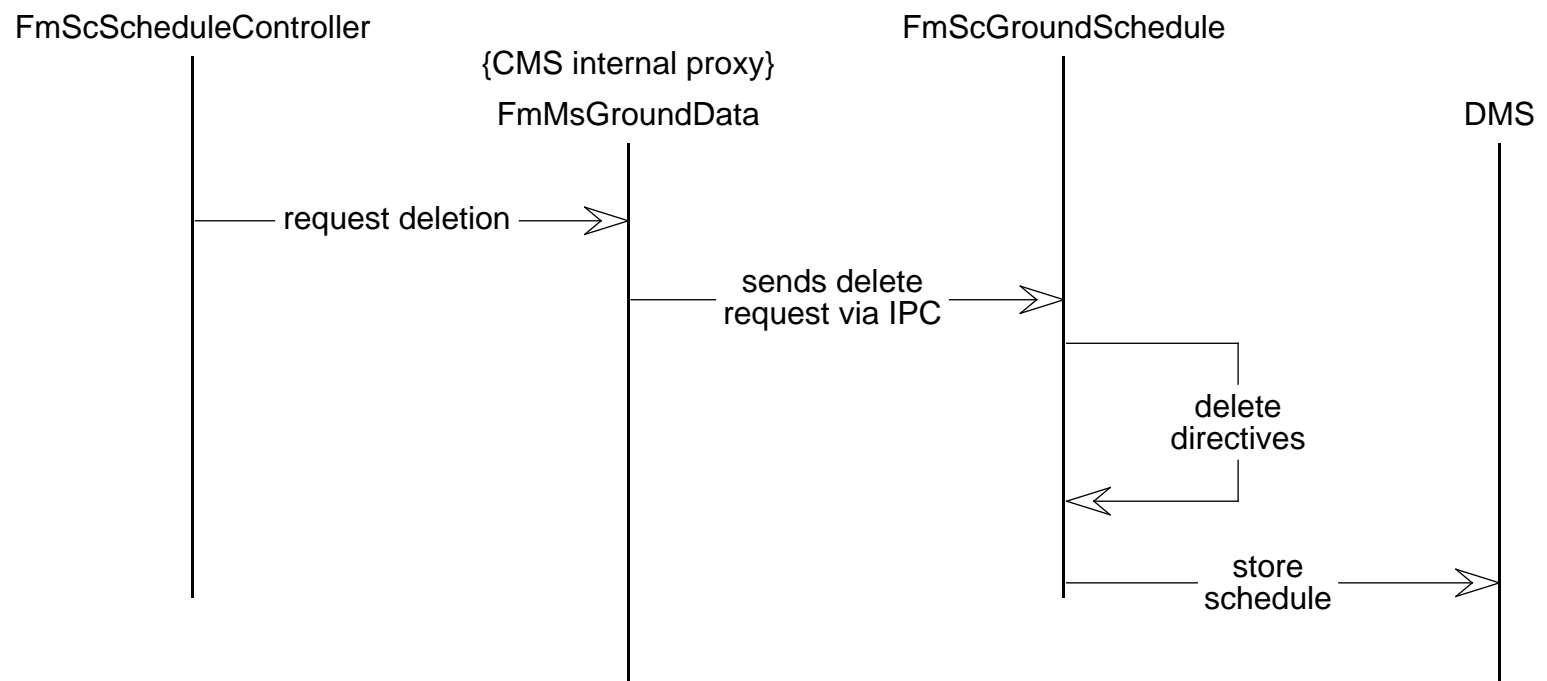 FmScScheduleController
FmScGroundSchedule
{CMS internal proxy}
FmMsGroundData
DMS
request deletion
sends delete
request via IPC
delete
directives
store
schedule